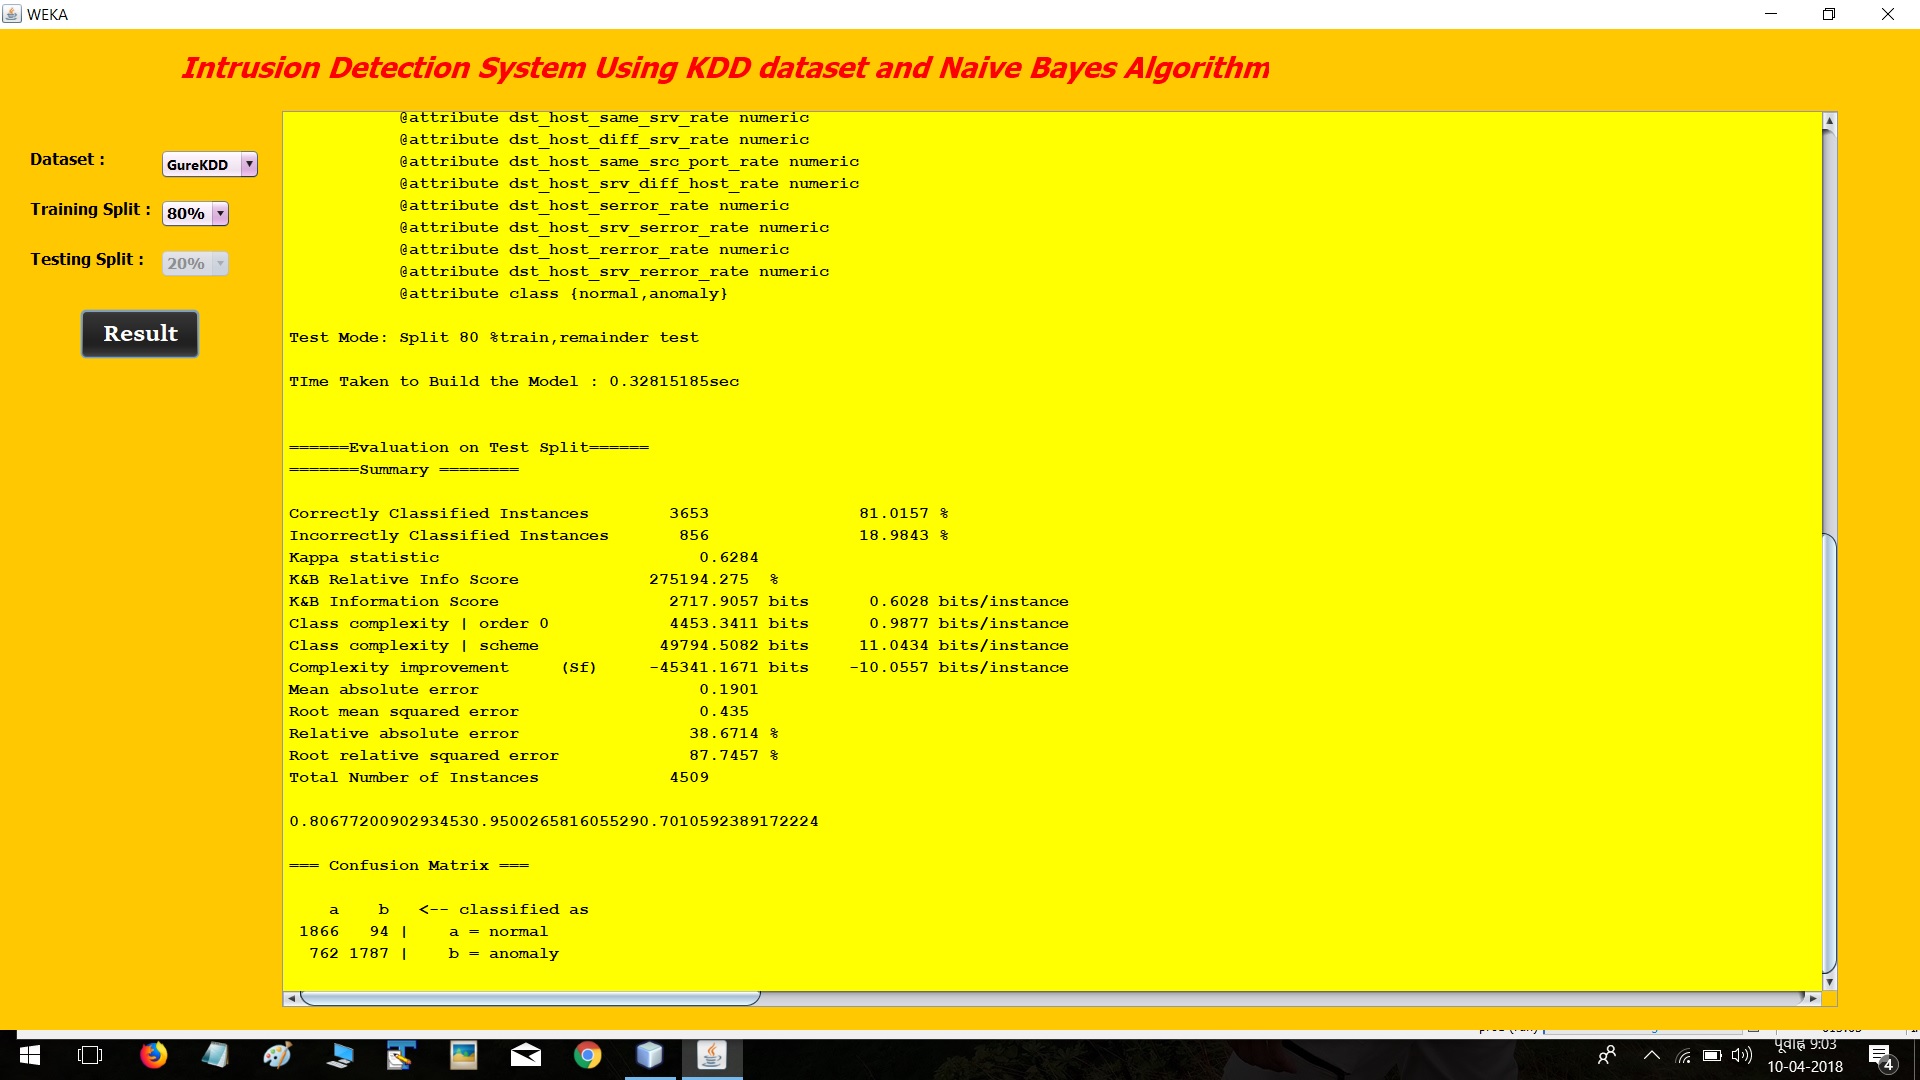 WEKA
Intrusion Detection System Using KDD dataset and Naive Bayes Algorithm
Dataset :
GureKDD
Training Split :
80%
Testing Split :
20%
Result
@attribute dst_host_same_srv_rate numeric
@attribute dst_host_diff_srv_rate numeric
@attribute dst_host_same_src_port_rate numeric
@attribute dst_host_srv_diff_host_rate numeric
@attribute dst_host_serror_rate numeric
@attribute dst_host_srv_serror_rate numeric
@attribute dst_host_rerror_rate numeric
@attribute dst_host_srv_rerror_rate numeric
@attribute class {normal,anomaly}
Test Mode: Split 80 %train,remainder test
TIme Taken to Build the Model : 0.32815185sec
======Evaluation on Test Split======
=======Summary ========
Correctly Classified Instances 3653 81.0157 %
Incorrectly Classified Instances 856 18.9843 %
Kappa statistic 0.6284
K&B Relative Info Score 275194.275 %
K&B Information Score 2717.9057 bits 0.6028 bits/instance
Class complexity | order 0 4453.3411 bits 0.9877 bits/instance
Class complexity | scheme 49794.5082 bits 11.0434 bits/instance
Complexity improvement (Sf) -45341.1671 bits -10.0557 bits/instance
Mean absolute error 0.1901
Root mean squared error 0.435
Relative absolute error 38.6714 %
Root relative squared error 87.7457 %
Total Number of Instances 4509
0.80677200902934530.9500265816055290.7010592389172224
=== Confusion Matrix ===
a b <-- classified as
1866 94 | a = normal
762 1787 | b = anomaly
पूर्वाह्न 9:03
10-04-2018
4